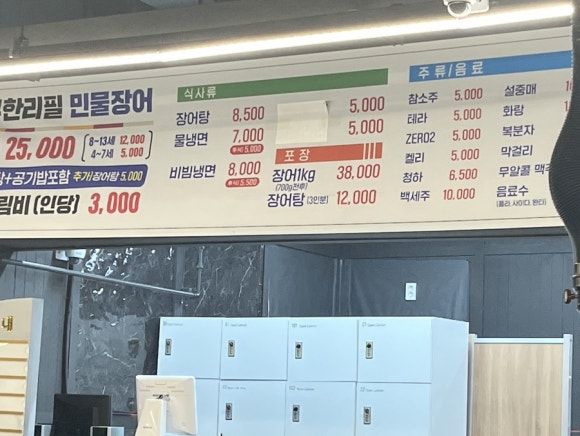 한리필 민물장어
25,000 (8~13세 12,000
4~7세 5,000)
+공기밥포함 추가장어탕 5,000
림비 (인당) 3,000
식사류
장어탕 8,500
물냉면 7,000
후식) 5,000
비빔냉면 8,000
후식) 5,500
5,000
5,000
포장
장어1kg 38,000
(700g전후)
장어탕 (3인분) 12,000
주류/음료
참소주 5,000
테라 5,000
ZERO2 5,000
켈리 5,000
청하 6,500
백세주 10,000
설중매
화랑
복분자
막걸리
무알콜 맥
음료수
(콜라.사이다.환타)
내